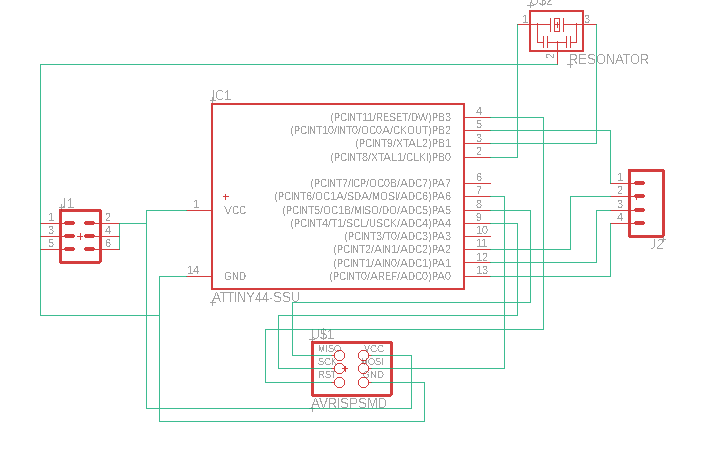 U$2
1
3
2
RESONATOR
IC1
(PCINT11/RESET/DW)PB3
4
(PCINT10/INT0/OC0A/CKOUT)PB2
5
(PCINT9/XTAL2)PB1
3
(PCINT8/XTAL1/CLKI)PB0
2
(PCINT7/ICP/OC0B/ADC7)PA7
6
(PCINT6/OC1A/SDA/MOSI/ADC6)PA6
7
(PCINT5/OC1B/MISO/DO/ADC5)PA5
8
(PCINT4/T1/SCL/USCK/ADC4)PA4
9
(PCINT3/T0/ADC3)PA3
10
(PCINT2/AIN1/ADC2)PA2
11
(PCINT1/AIN0/ADC1)PA1
12
(PCINT0/AREF/ADC0)PA0
13
1
VCC
14
GND
ATTINY44-SSU
J1
1
2
3
4
5
6
1
2
3
4
J2
U$1
MISO
VCC
SCK
MOSI
RST
GND
AVRISPSMD